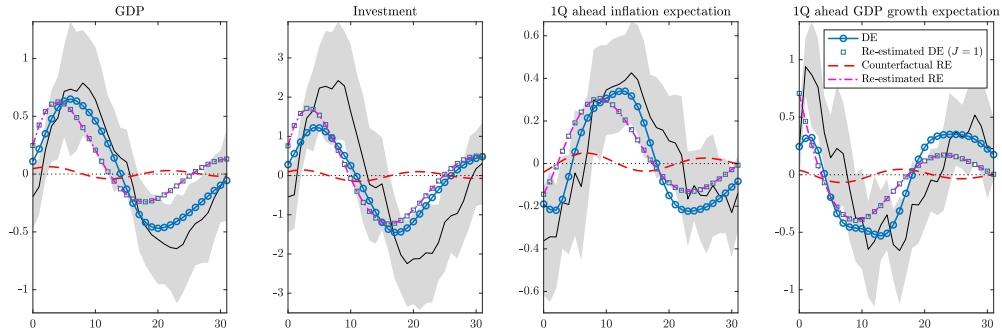 GDP
1
0.5
0
-0.5
-1
0 10 20 30
Investment
3
2
1
0
-1
-2
-3
0 10 20 30
1Q ahead inflation expectation
0.6
0.4
0.2
0
-0.2
-0.4
-0.6
0 10 20 30
1Q ahead GDP growth expectation
1
0.5
0
-0.5
-1
0 10 20 30
DE
Re-estimated DE (J = 1)
Counterfactual RE
Re-estimated RE